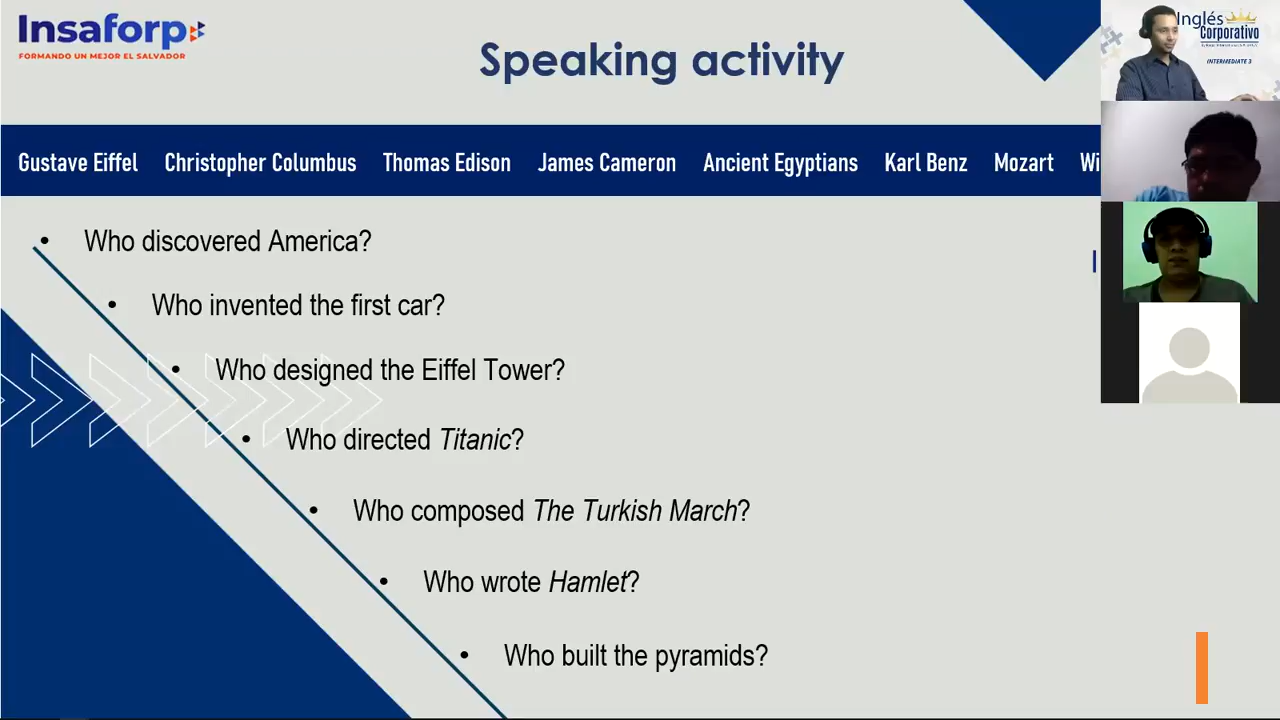 Insaforp
FORMANDO UN MEJOR EL SALVADOR
Speaking activity
Inglés
Corporativo
INTERMEDIATE 3
Gustave Eiffel Christopher Columbus Thomas Edison James Cameron Ancient Egyptians Karl Benz Mozart Wi
• Who discovered America?
• Who invented the first car?
• Who designed the Eiffel Tower?
• Who directed Titanic?
• Who composed The Turkish March?
• Who wrote Hamlet?
• Who built the pyramids?